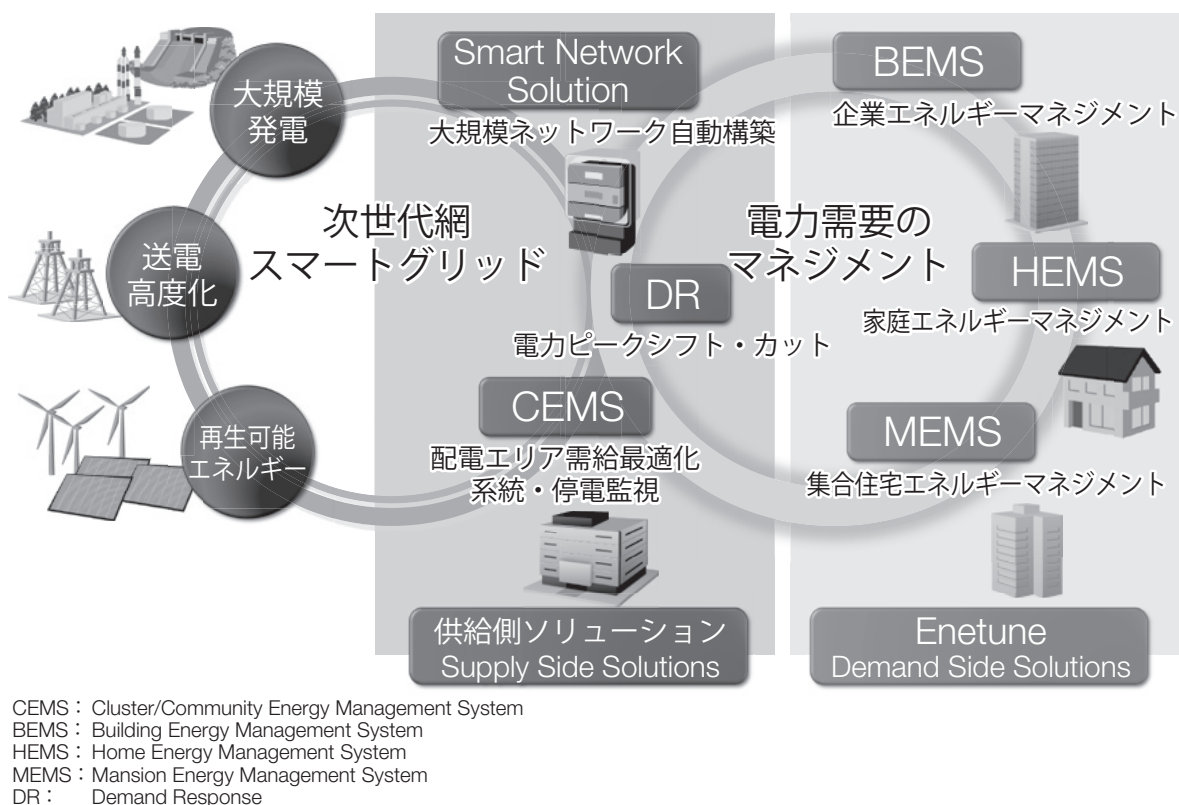 大規模
発電
送電
高度化
再生可能
エネルギー
次世代網
スマートグリッド
Smart Network
Solution
大規模ネットワーク自動構築
電力需要の
マネジメント
DR
電力ピークシフト・カット
CEMS
配電エリア需給最適化
系統・停電監視
供給側ソリューション
Supply Side Solutions
BEMS
企業エネルギーマネジメント
HEMS
家庭エネルギーマネジメント
MEMS
集合住宅エネルギーマネジメント
Enetune
Demand Side Solutions
CEMS： Cluster/Community Energy Management System
BEMS： Building Energy Management System
HEMS： Home Energy Management System
MEMS： Mansion Energy Management System
DR： Demand Response